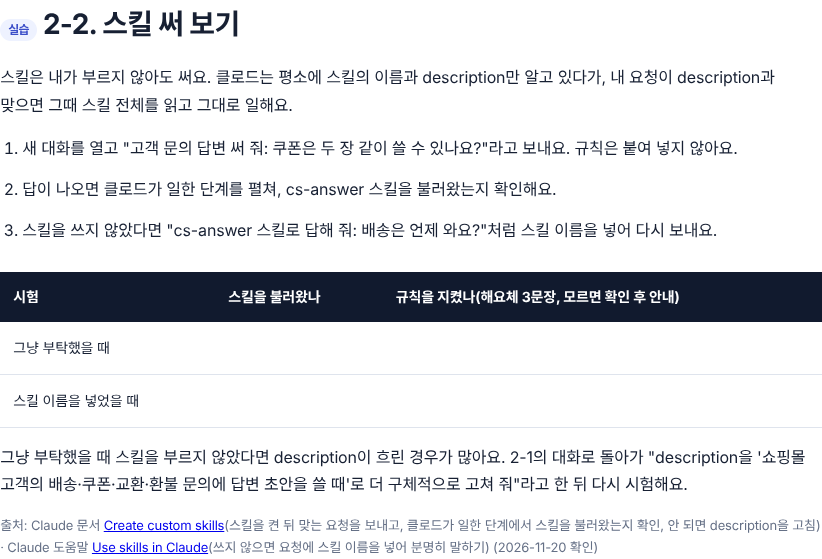 실습 2-2. 스킬 써 보기
스킬은 내가 부르지 않아도 써요. 클로드는 평소에 스킬의 이름과 description만 알고 있다가, 내 요청이 description과
맞으면 그때 스킬 전체를 읽고 그대로 일해요.
1. 새 대화를 열고 "고객 문의 답변 써 줘: 쿠폰은 두 장 같이 쓸 수 있나요?"라고 보내요. 규칙은 붙여 넣지 않아요.
2. 답이 나오면 클로드가 일한 단계를 펼쳐, cs-answer 스킬을 불러왔는지 확인해요.
3. 스킬을 쓰지 않았다면 "cs-answer 스킬로 답해 줘: 배송은 언제 와요?"처럼 스킬 이름을 넣어 다시 보내요.
시험 스킬을 불러왔나 규칙을 지켰나(해요체 3문장, 모르면 확인 후 안내)
그냥 부탁했을 때
스킬 이름을 넣었을 때
그냥 부탁했을 때 스킬을 부르지 않았다면 description이 흐린 경우가 많아요. 2-1의 대화로 돌아가 "description을 '쇼핑몰
고객의 배송·쿠폰·교환·환불 문의에 답변 초안을 쓸 때'로 더 구체적으로 고쳐 줘"라고 한 뒤 다시 시험해요.
출처: Claude 문서 Create custom skills(스킬을 켠 뒤 맞는 요청을 보내고, 클로드가 일한 단계에서 스킬을 불러왔는지 확인, 안 되면 description을 고침)
· Claude 도움말 Use skills in Claude(쓰지 않으면 요청에 스킬 이름을 넣어 분명히 말하기) (2026-11-20 확인)